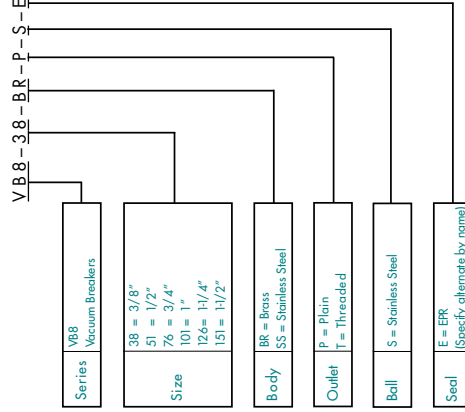 VB8-38-BR-P-S-E
Series
VB8
Vacuum Breakers
Size
38 = 3/8"
51 = 1/2"
76 = 3/4"
101 = 1"
126= 1-1/4"
151= 1-1/2"
Body
BR = Brass
SS = Stainless Steel
Outlet
P = Plain
T = Threaded
Ball
S = Stainless Steel
Seal
E = EPR
(Specify alternate by name)